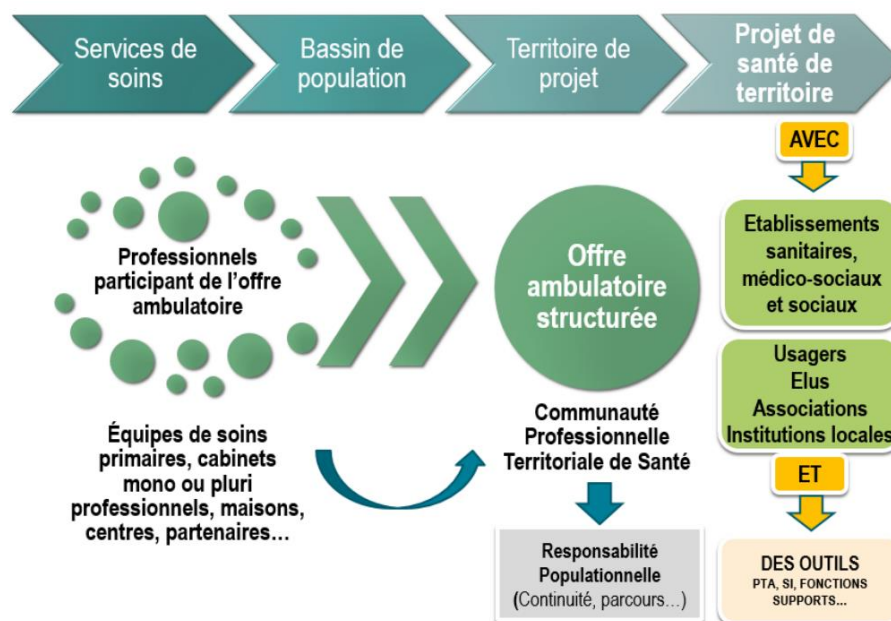 Services de
soins
Bassin de
population
Territoire de
projet
Projet de
santé de
territoire
AVEC
Professionnels
participant de l'offre
ambulatoire
Offre
ambulatoire
structurée
Etablissements
sanitaires,
médico-sociaux
et sociaux
Usagers
Elus
Associations
Institutions locales
Équipes de soins
primaires, cabinets
mono ou pluri
professionnels, maisons,
centres, partenaires…
Communauté
Professionnelle
Territoriale de Santé
ET
Responsabilité
Populationnelle
(Continuité, parcours…)
DES OUTILS
PTA, SI, FONCTIONS
SUPPORTS…